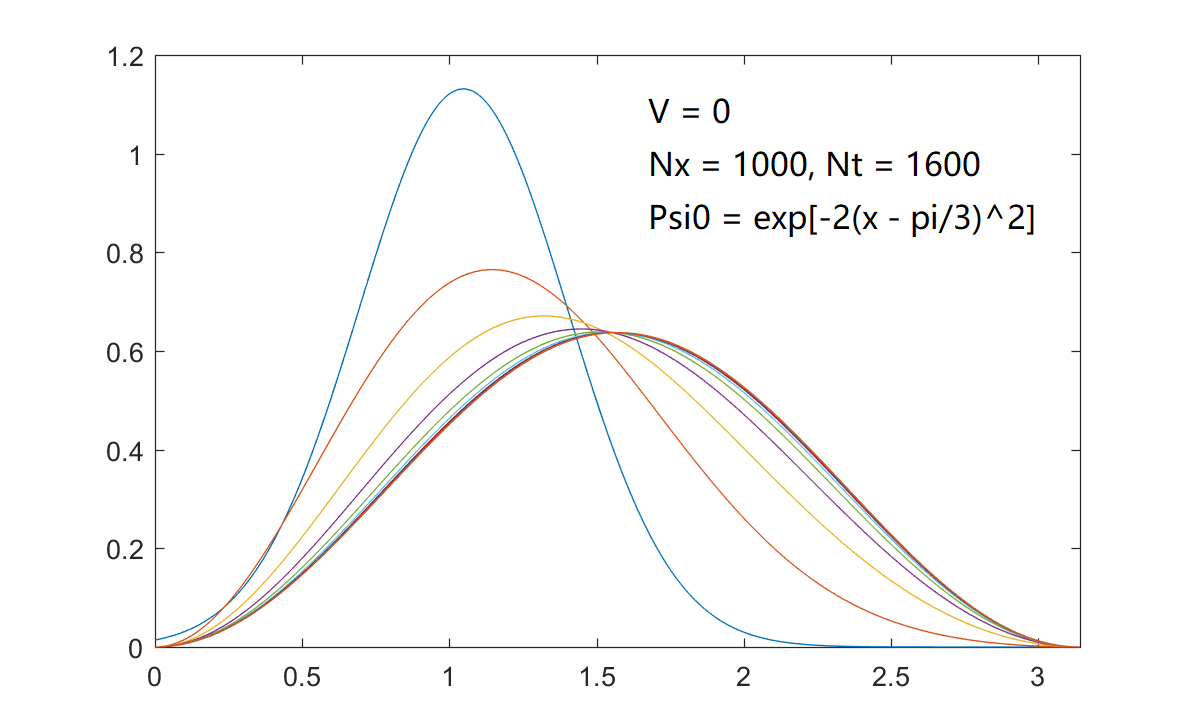 1.2
V = 0
1
Nx = 1000, Nt = 1600
Psi0 = exp[-2(x - pi/3)^2]
0.8
0.6
0.4
0.2
0
0 0.5 1 1.5 2 2.5 3